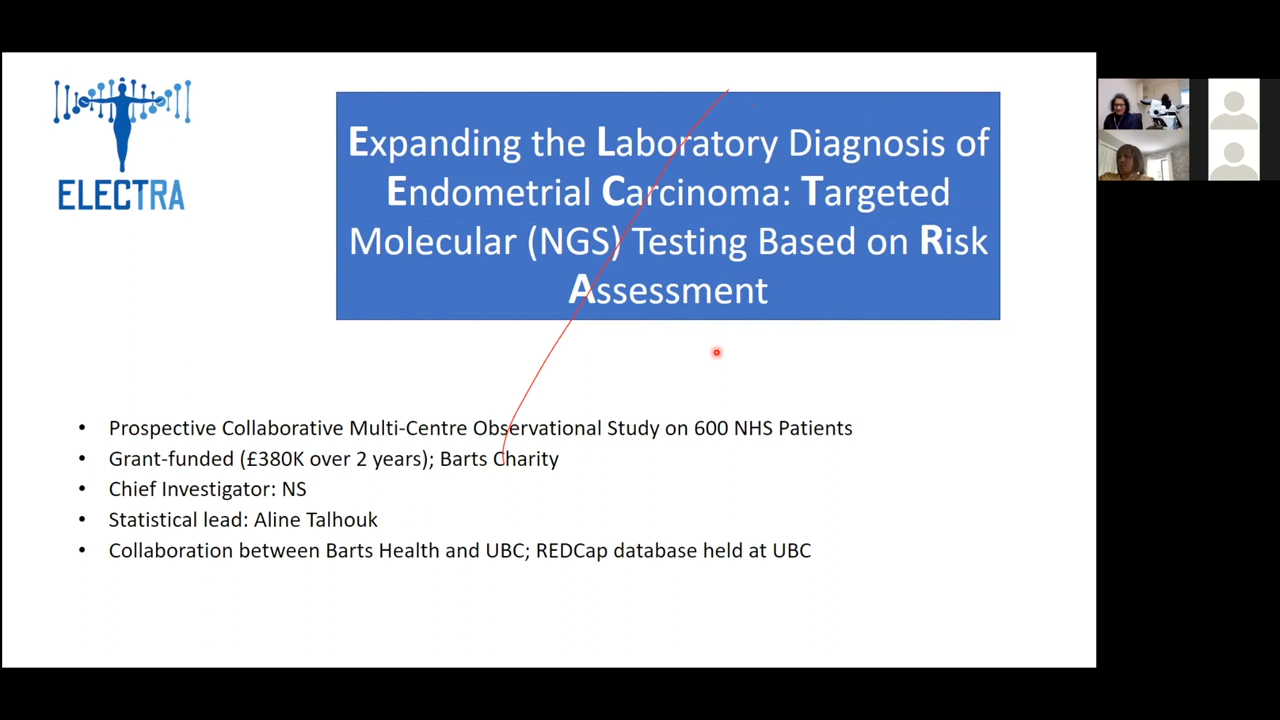 ELECTRA
Expanding the Laboratory Diagnosis of
Endometrial Carcinoma: Targeted
Molecular (NGS) Testing Based on Risk
Assessment
• Prospective Collaborative Multi-Centre Observational Study on 600 NHS Patients
• Grant-funded (£380K over 2 years); Barts Charity
• Chief Investigator: NS
• Statistical lead: Aline Talhouk
• Collaboration between Barts Health and UBC; REDCap database held at UBC